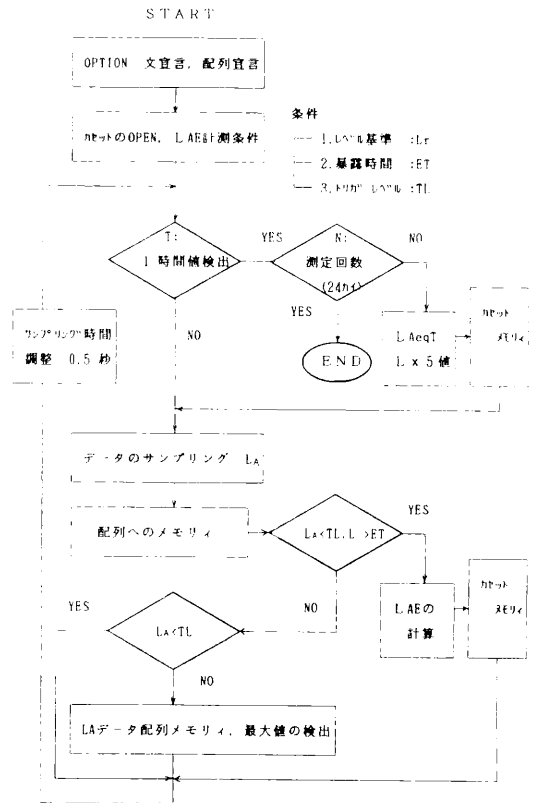 START
OPTION 文宣言, 配列宣言
カセットのOPEN, LAE計測条件
条件
1.レベル基準 :Lr
2.暴露時間 :ET
3.トリガレベル :TL
T:
1時間値検出
YES
N:
測定回数
(24カイ)
NO
YES
END
LAeqT
L x 5値
カセット
メモリィ
サンプリング時間
調整 0.5 秒
NO
データのサンプリング LA
配列へのメモリィ
LA<TL.L >ET
YES
LAEの
計算
カセット
メモリィ
NO
YES
LA<TL
NO
LAデータ配列メモリィ, 最大値の検出